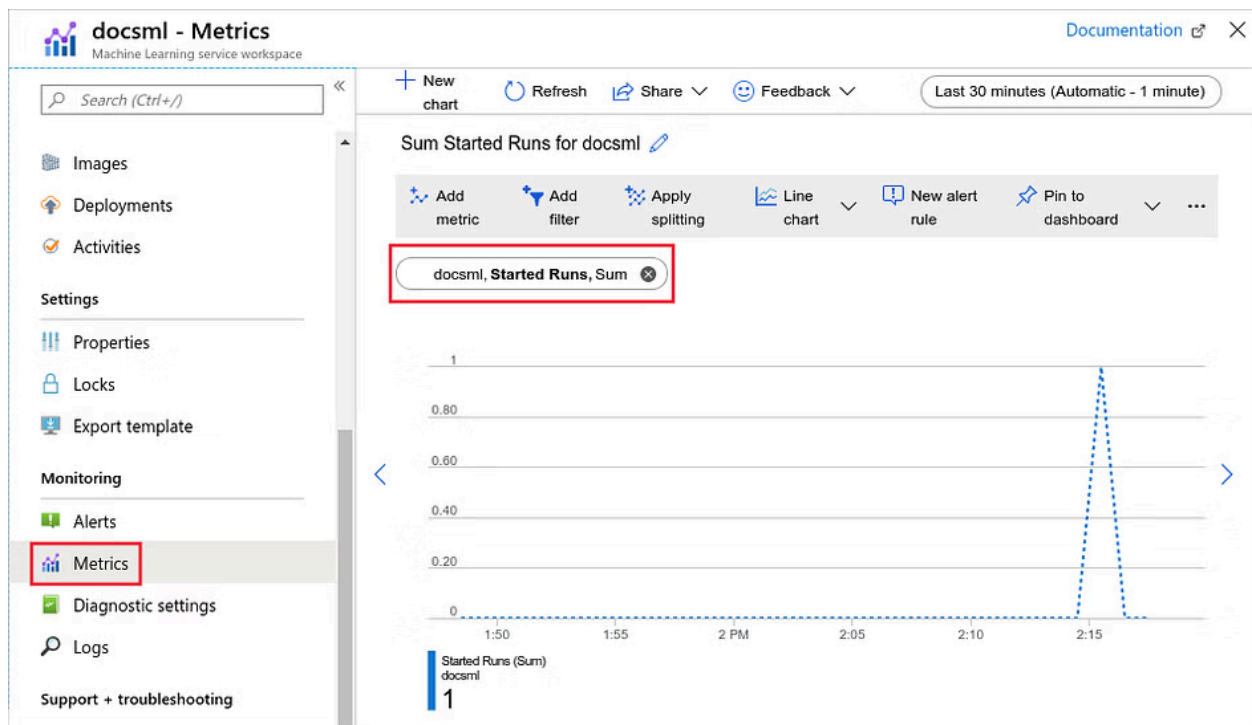 docsml - Metrics
Machine Learning service workspace
Documentation
Search (Ctrl+/)
Images
Deployments
Activities
Settings
Properties
Locks
Export template
Monitoring
Alerts
Metrics
Diagnostic settings
Logs
Support + troubleshooting
New
chart
Refresh
Share
Feedback
Last 30 minutes (Automatic - 1 minute)
Sum Started Runs for docsml
Add
metric
Add
filter
Apply
splitting
Line
chart
New alert
rule
Pin to
dashboard
docsml, Started Runs, Sum
1
0.80
0.60
0.40
0.20
0
1:50 1:55 2 PM 2:05 2:10 2:15
Started Runs (Sum)
docsml
1